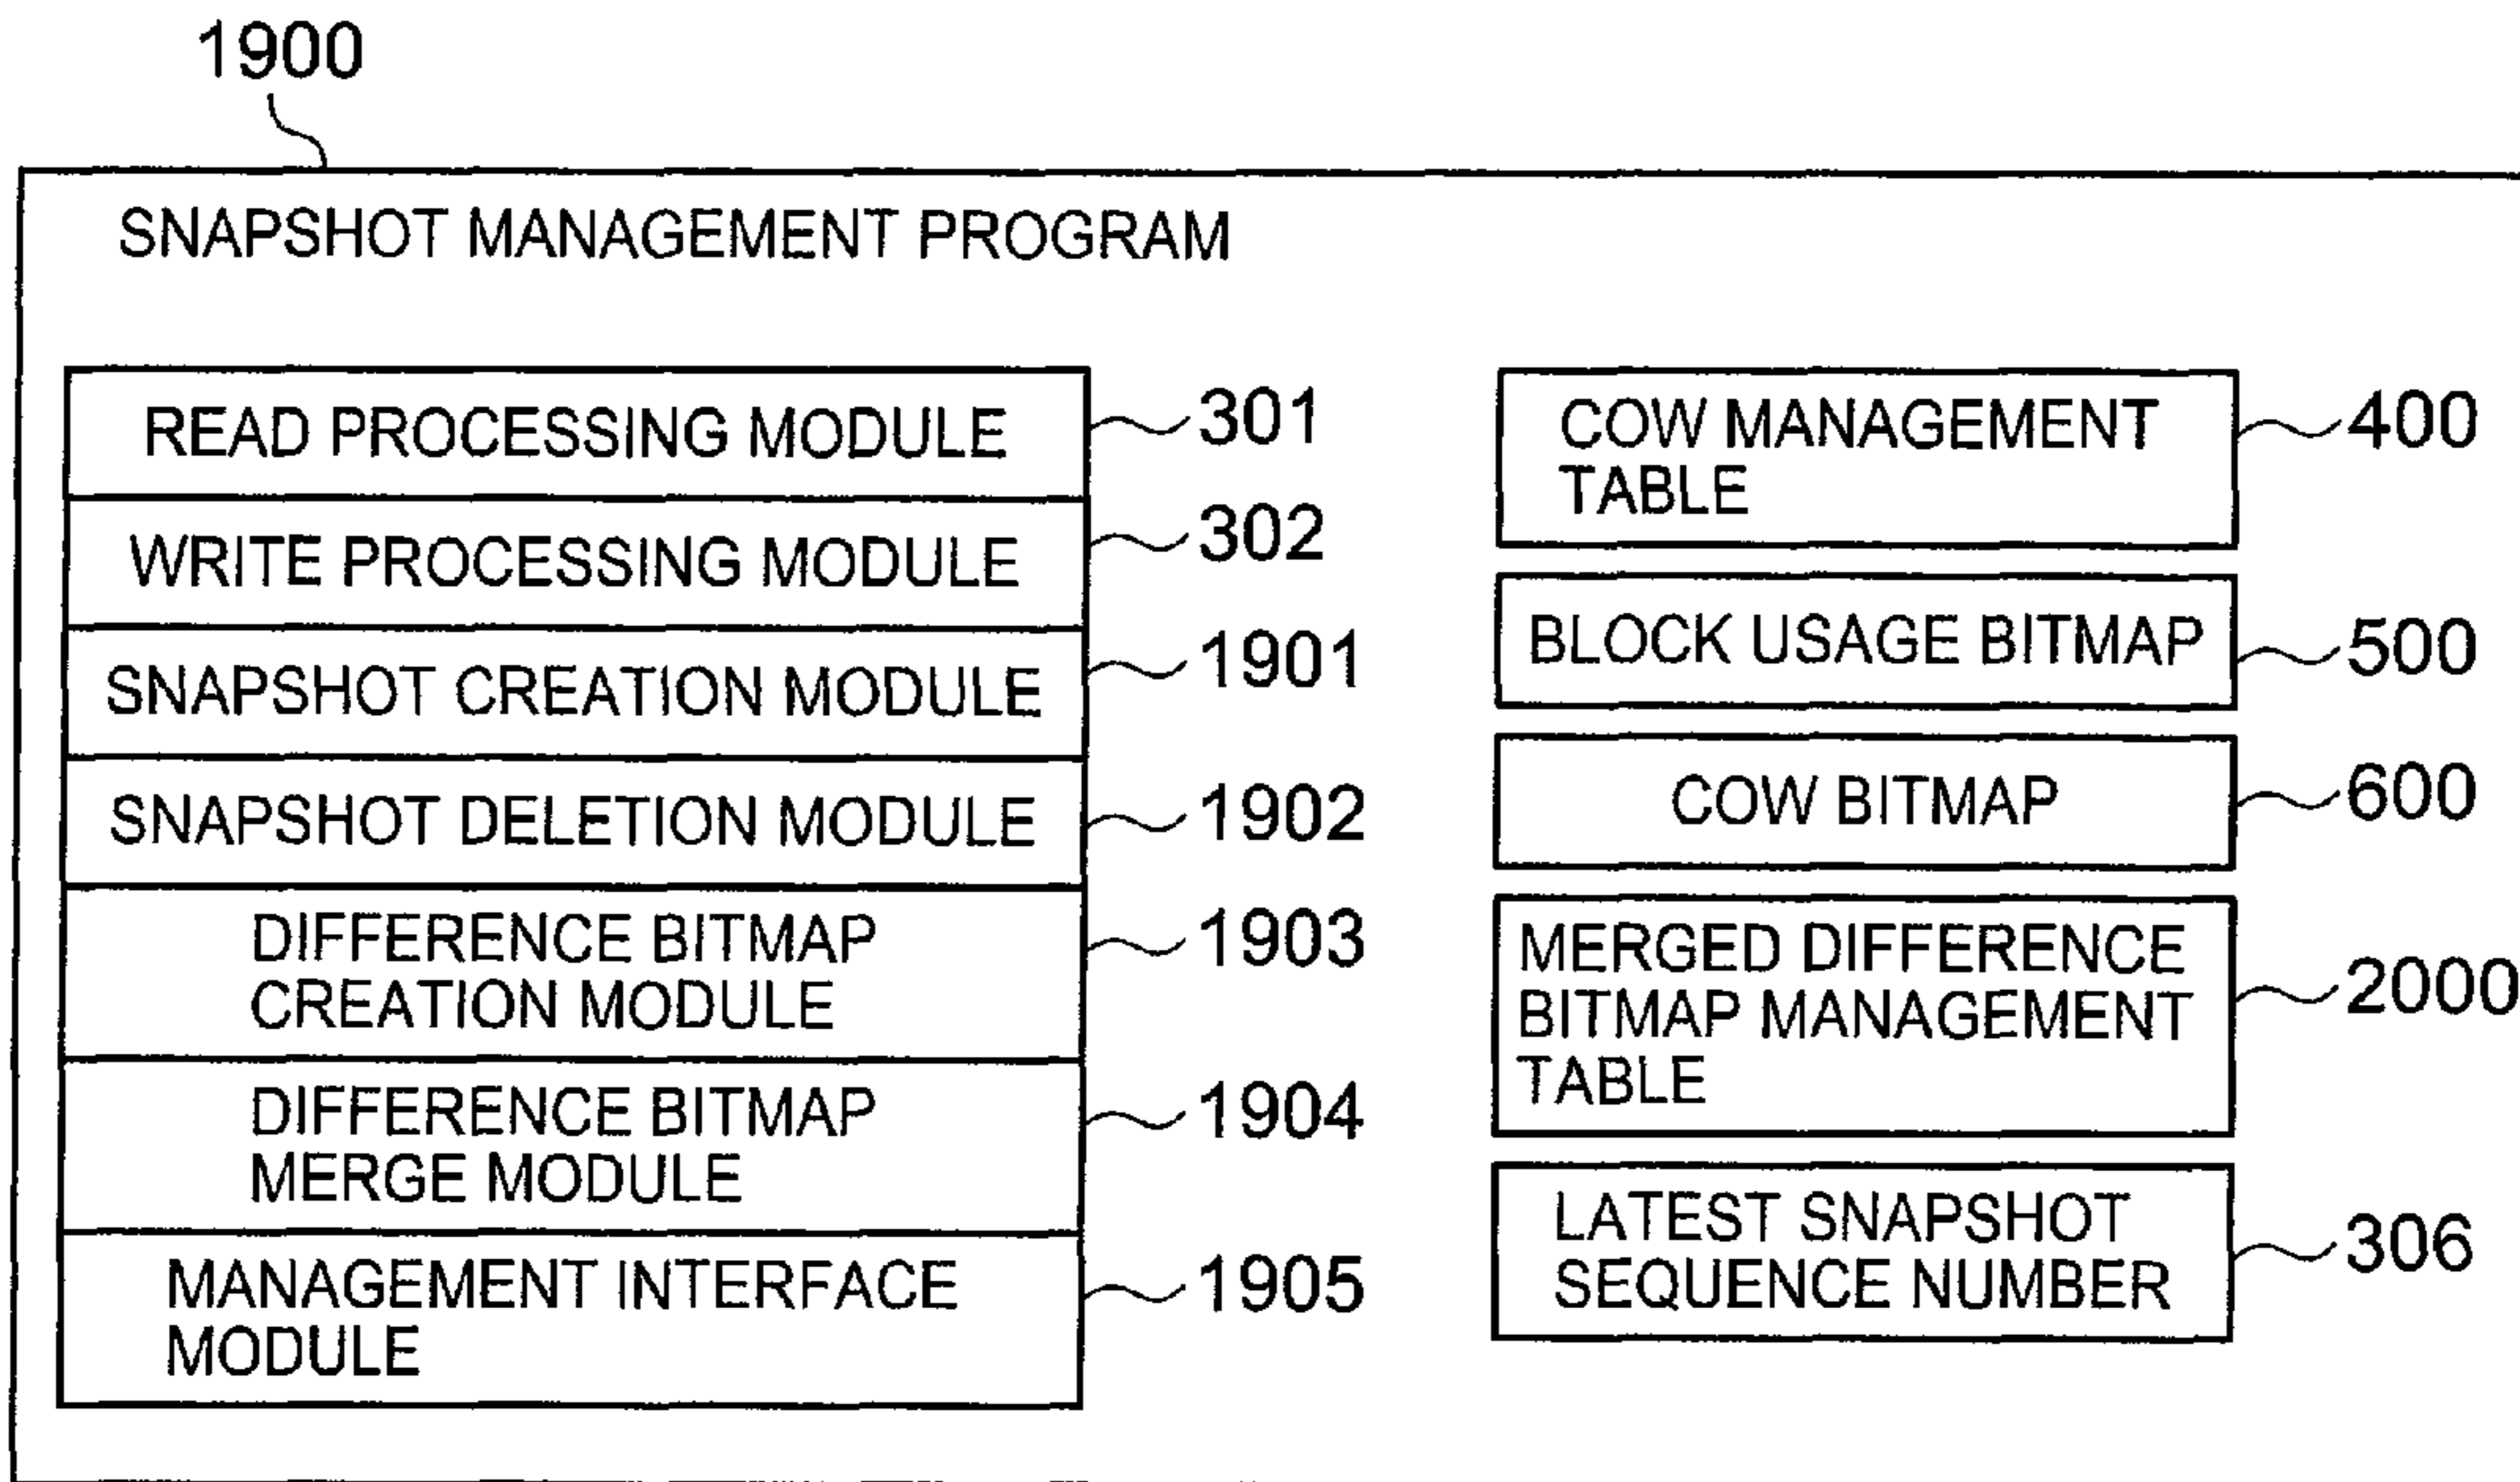 1900
SNAPSHOT MANAGEMENT PROGRAM
READ PROCESSING MODULE
301
WRITE PROCESSING MODULE
302
SNAPSHOT CREATION MODULE
1901
SNAPSHOT DELETION MODULE
1902
DIFFERENCE BITMAP
CREATION MODULE
1903
DIFFERENCE BITMAP
MERGE MODULE
1904
MANAGEMENT INTERFACE
MODULE
1905
COW MANAGEMENT
TABLE
400
BLOCK USAGE BITMAP
500
COW BITMAP
600
MERGED DIFFERENCE
BITMAP MANAGEMENT
TABLE
2000
LATEST SNAPSHOT
SEQUENCE NUMBER
306